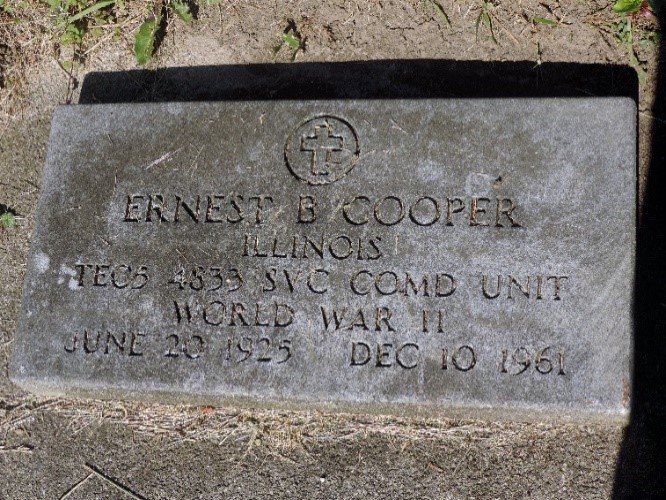 ERNEST B COOPER
ILLINOIS
TEC5 4833 SVC COMD UNIT
WORLD WAR II
JUNE 20 1925 DEC 10 1961